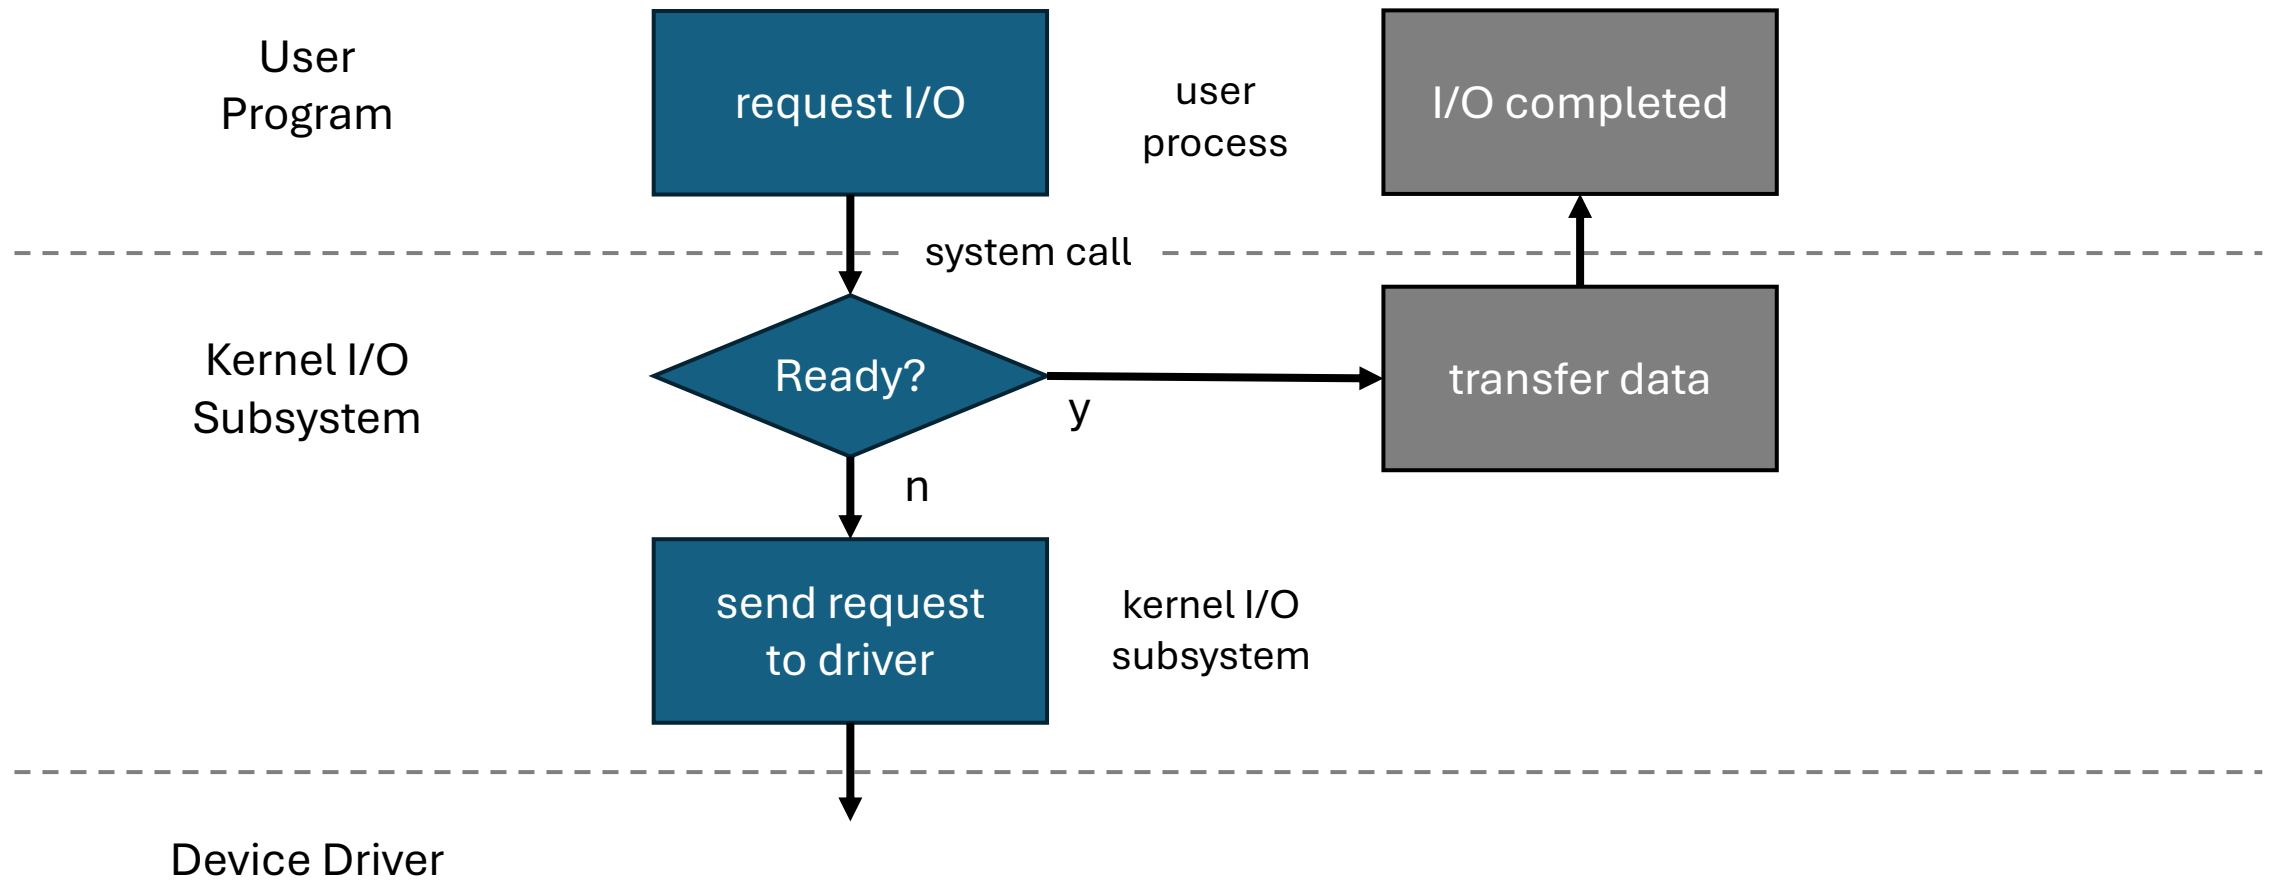 User
Program
request I/O
user
process
I/O completed
system call
Kernel I/O
Subsystem
Ready?
y
transfer data
n
send request
to driver
kernel I/O
subsystem
Device Driver